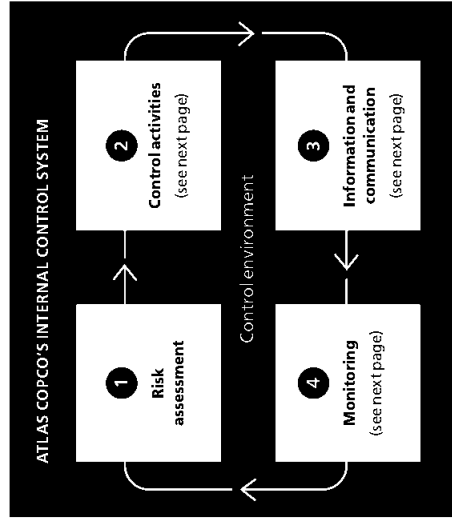 ATLAS COPCO'S INTERNAL CONTROL SYSTEM
1
Risk
assessment
2
Control activities
(see next page)
Control environment
4
Monitoring
(see next page)
3
Information and
communication
(see next page)